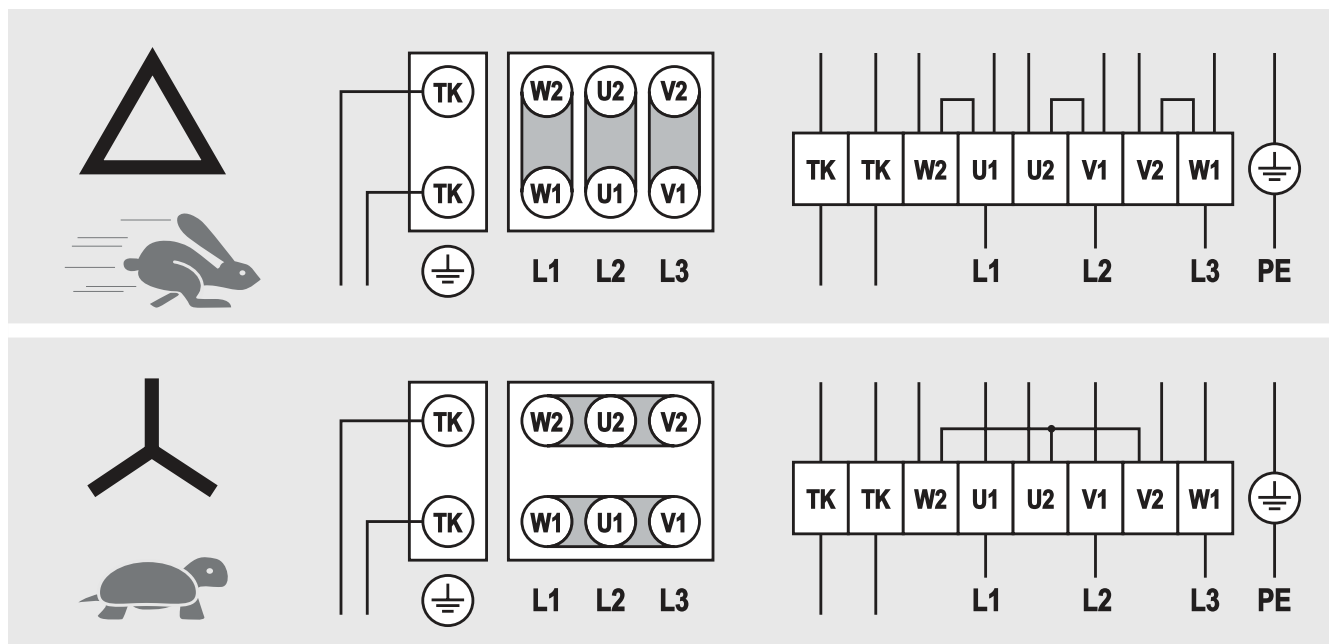 TK W2 U2 V2
TK W1 U1 V1
L1 L2 L3
TK TK W2 U1 U2 V1 V2 W1
L1 L2 L3 PE
TK W2 U2 V2
TK W1 U1 V1
L1 L2 L3
TK TK W2 U1 U2 V1 V2 W1
L1 L2 L3 PE